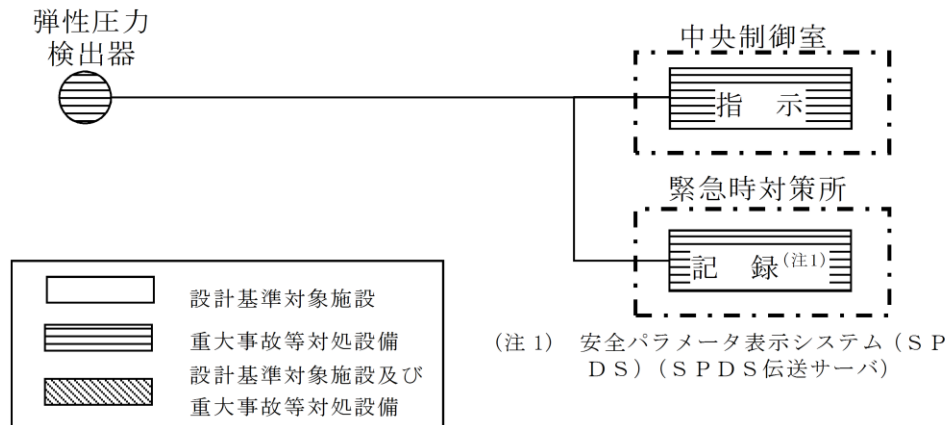 弾性圧力
検出器
中央制御室
指 示
緊急時対策所
記 録(注1)
設計基準対象施設
重大事故等対処設備
設計基準対象施設及び
重大事故等対処設備
(注1) 安全パラメータ表示システム(SP
DS)(SPDS伝送サーバ)